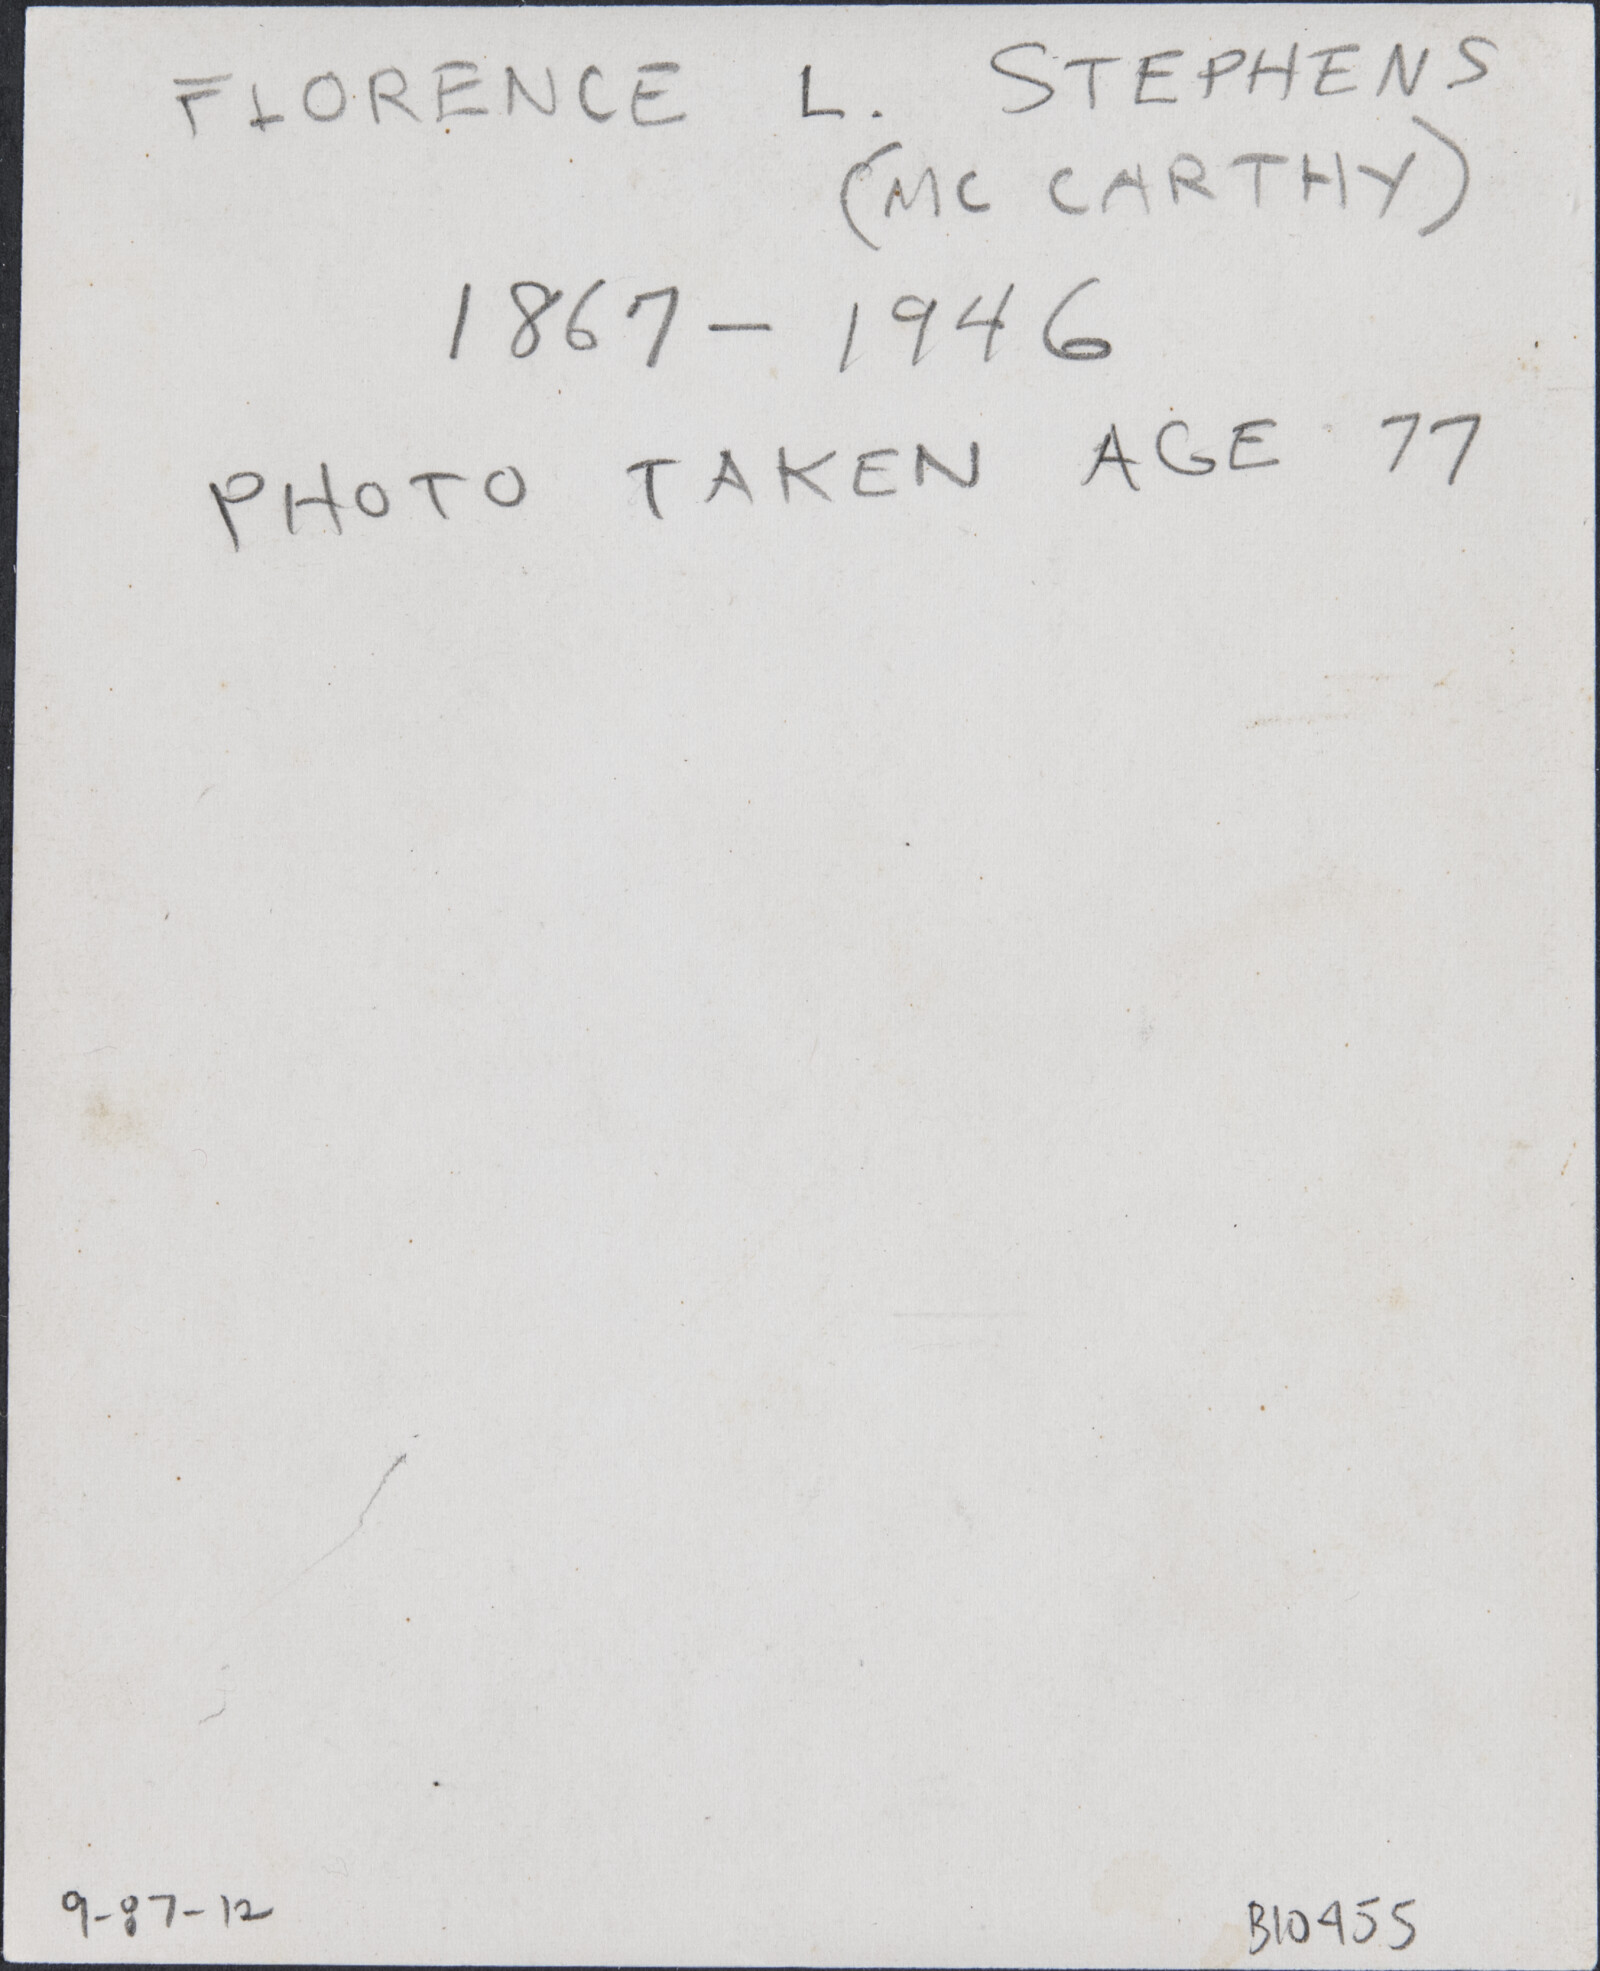 FLORENCE L. STEPHENS
(MC CARTHY)
1867-1946
PHOTO TAKEN AGE 77
9-87-12
B10455